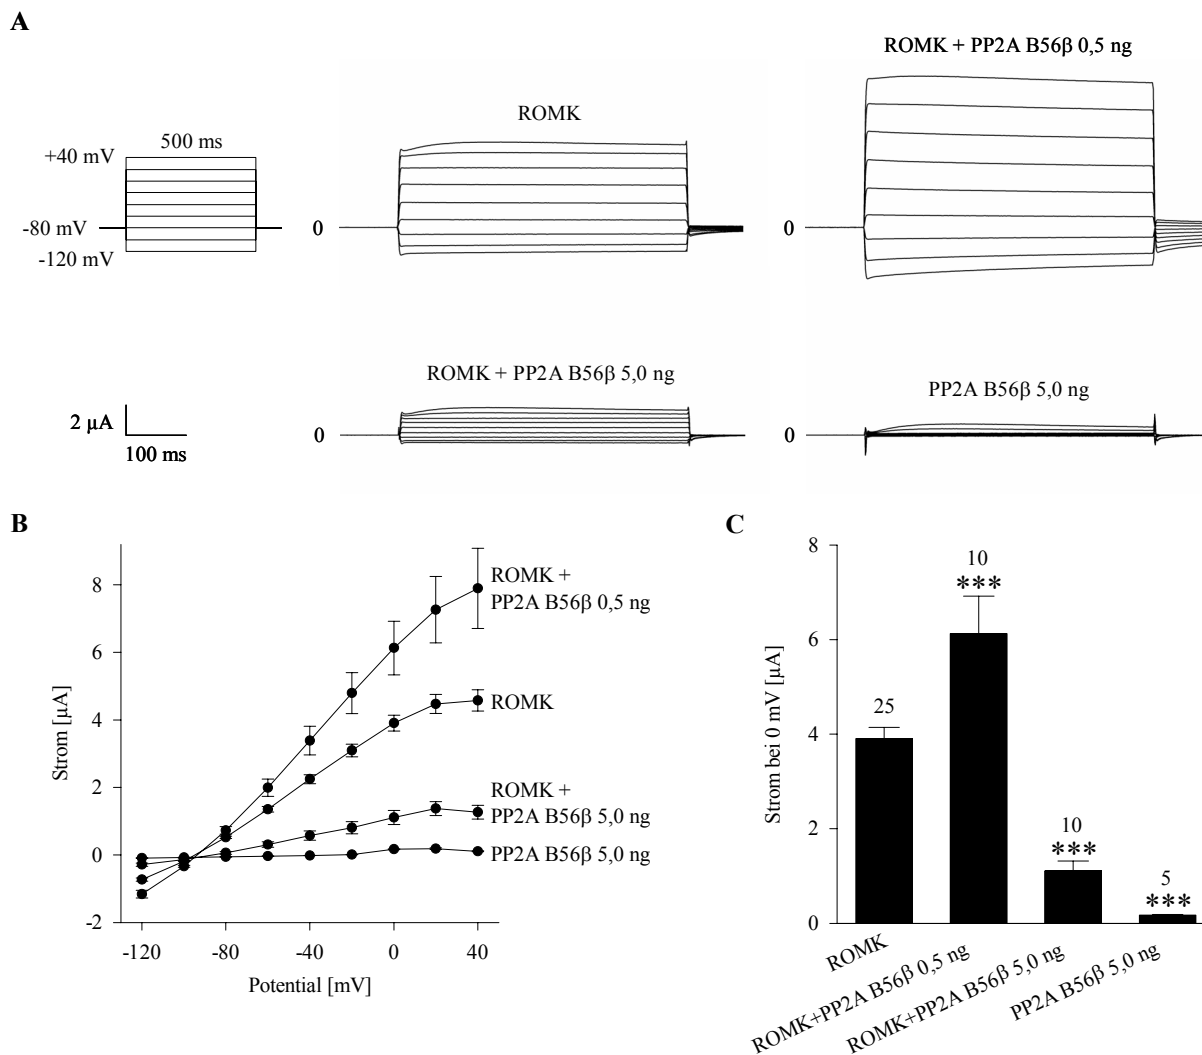 A
ROMK + PP2A B56β 0,5 ng
ROMK
500 ms
+40 mV
-80 mV
-120 mV
0
0
ROMK + PP2A B56β 5,0 ng
PP2A B56β 5,0 ng
2 µA
100 ms
0
0
B
8
6
4
2
0
-2
Strom [µA]
-120
-80
-40
0
40
Potential [mV]
ROMK +
PP2A B56β 0,5 ng
ROMK
ROMK +
PP2A B56β 5,0 ng
PP2A B56β 5,0 ng
C
8
6
4
2
0
Strom bei 0 mV [µA]
25
10
***
10
***
5
***
ROMK
ROMK+PP2A B56β 0,5 ng
ROMK+PP2A B56β 5,0 ng
PP2A B56β 5,0 ng